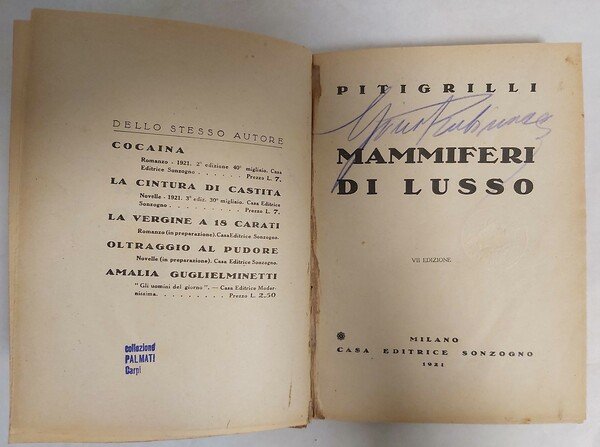 DELLO STESSO AUTORE
COCAINA
Romanzo - 1921. 2ª edizione 40° migliaio. Casa
Editrice Sonzogno. . . . . . . Prezzo L. 7.
LA CINTURA DI CASTITÀ
Novelle - 1921. 3ª ediz. 30° migliaio. Casa Editrice
Sonzogno. . . . . . . . . Prezzo L. 7.
LA VERGINE A 18 CARATI
Romanzo (in preparazione). Casa Editrice Sonzogno.
OLTRAGGIO AL PUDORE
Novelle (in preparazione). Casa Editrice Sonzogno.
AMALIA GUGLIELMINETTI
"Gli uomini del giorno". — Casa Editrice Moder-
nissima. . . . . . . . Prezzo L. 2.50
collezione
PALMATI
Carpi
PITIGRILLI
MAMMIFERI
DI LUSSO
VII EDIZIONE
MILANO
CASA EDITRICE SONZOGNO
1921